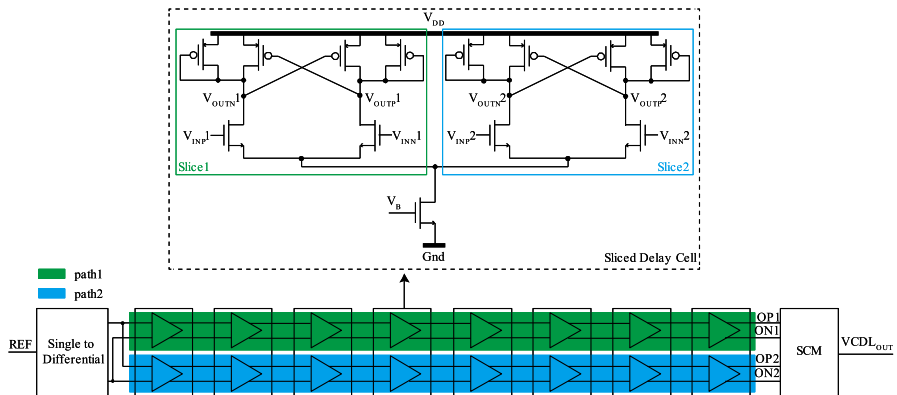 VDD
VOUTN1
VOUTP1
VOUTN2
VOUTP2
VINP1
VINN1
VINP2
VINN2
Slice1
Slice2
VB
Gnd
Sliced Delay Cell
path1
path2
REF
Single to
Differential
OP1
ON1
OP2
ON2
SCM
VCDLOUT